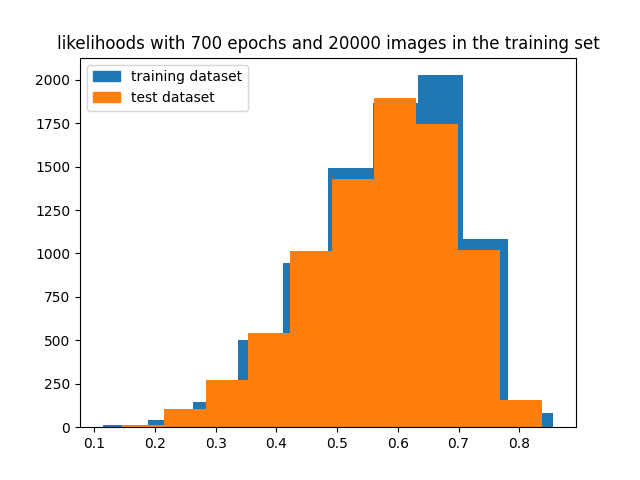 likelihoods with 700 epochs and 20000 images in the training set
training dataset
test dataset
2000
1750
1500
1250
1000
750
500
250
0
0.1 0.2 0.3 0.4 0.5 0.6 0.7 0.8